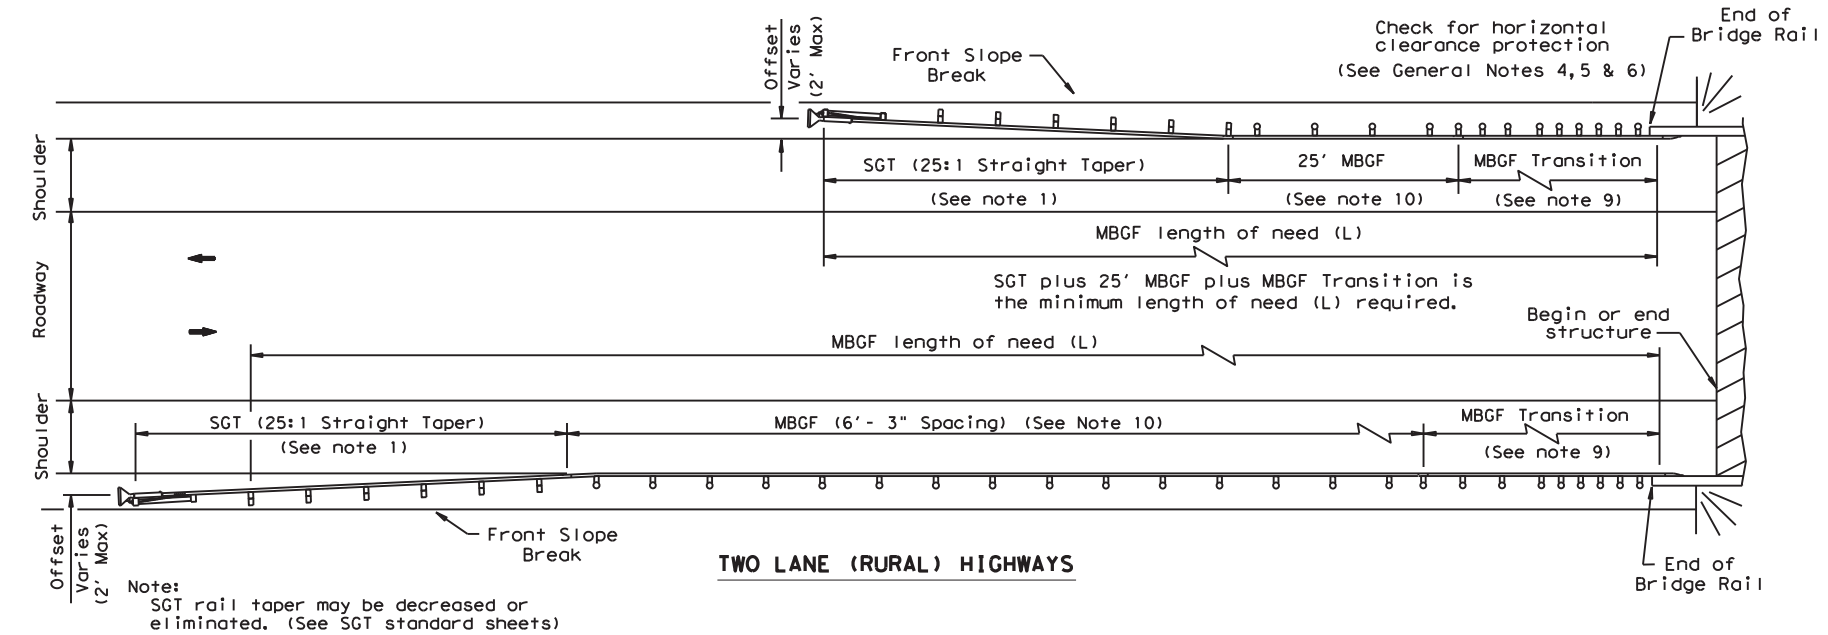 Offset
Varies
(2' Max)
Front Slope
Break
Check for horizontal
clearance protection
(See General Notes 4,5 & 6)
End of
Bridge Rail
Shoulder
SGT (25:1 Straight Taper)
(See note 1)
25' MBGF
(See note 10)
MBGF Transition
(See note 9)
MBGF length of need (L)
SGT plus 25' MBGF plus MBGF Transition is
the minimum length of need (L) required.
Roadway
Begin or end
structure
MBGF length of need (L)
Shoulder
SGT (25:1 Straight Taper)
(See note 1)
MBGF (6'- 3" Spacing) (See Note 10)
MBGF Transition
(See note 9)
Offset
Varies
(2' Max)
Front Slope
Break
TWO LANE (RURAL) HIGHWAYS
End of
Bridge Rail
Note:
SGT rail taper may be decreased or
eliminated. (See SGT standard sheets)